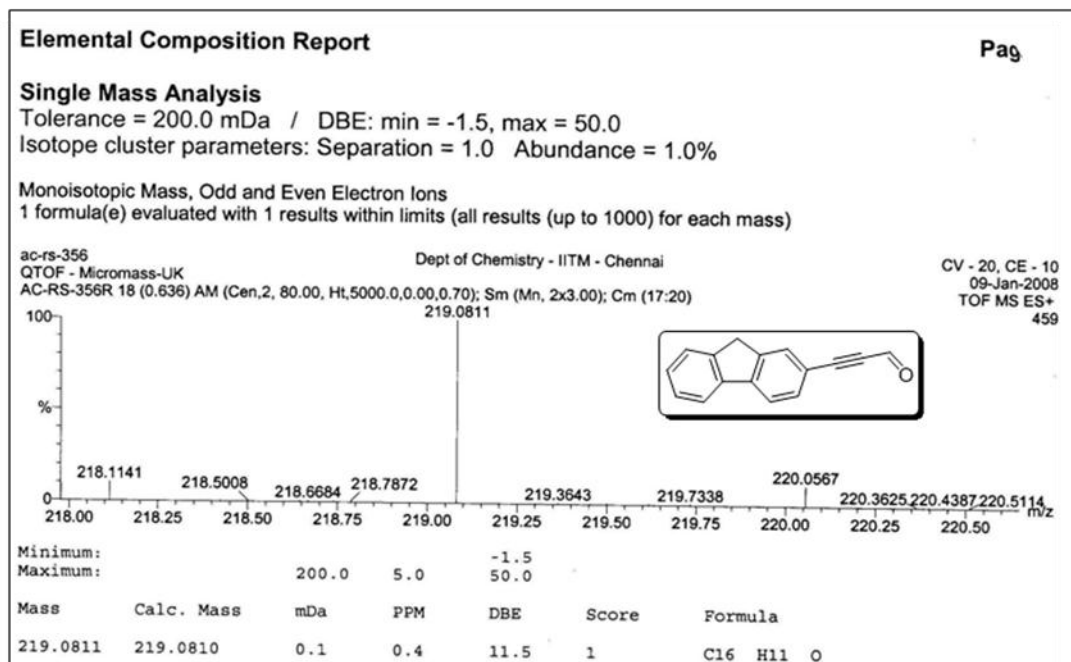 Elemental Composition Report
Pag
Single Mass Analysis
Tolerance = 200.0 mDa / DBE: min = -1.5, max = 50.0
Isotope cluster parameters: Separation = 1.0 Abundance = 1.0%
Monoisotopic Mass, Odd and Even Electron Ions
1 formula(e) evaluated with 1 results within limits (all results (up to 1000) for each mass)
ac-rs-356 Dept of Chemistry - IITM - Chennai CV - 20, CE - 10
QTOF - Micromass-UK 09-Jan-2008
AC-RS-356R 18 (0.636) AM (Cen,2, 80.00, Ht,5000.0,0.00,0.70); Sm (Mn, 2x3.00); Cm (17:20) TOF MS ES+
459
100 219.0811
O
%
218.1141 218.5008 218.6684 218.7872 219.3643 219.7338 220.0567 220.3625 220.4387 220.5114
0 m/z
218.00 218.25 218.50 218.75 219.00 219.25 219.50 219.75 220.00 220.25 220.50
Minimum: -1.5
Maximum: 200.0 5.0 50.0
Mass Calc. Mass mDa PPM DBE Score Formula
219.0811 219.0810 0.1 0.4 11.5 1 C16 H11 O